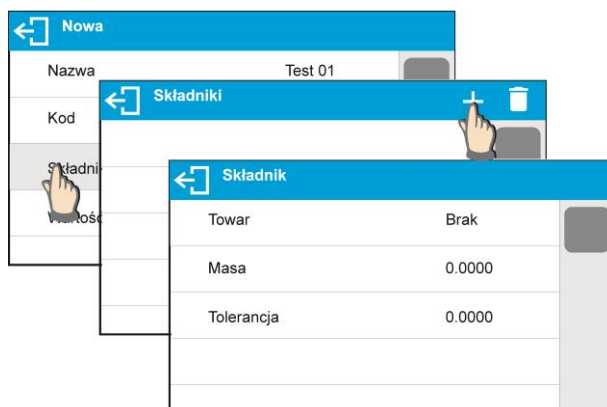 Nowa
Nazwa Test 01
Kod
Składniki
Składnik
Towar Brak
Masa 0.0000
Tolerancja 0.0000